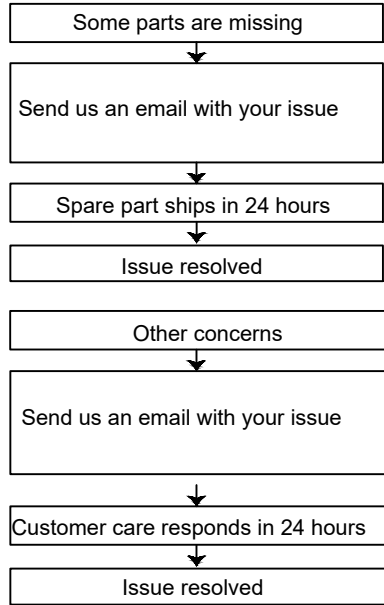 Some parts are missing
Send us an email with your issue
Spare part ships in 24 hours
Issue resolved
Other concerns
Send us an email with your issue
Customer care responds in 24 hours
Issue resolved